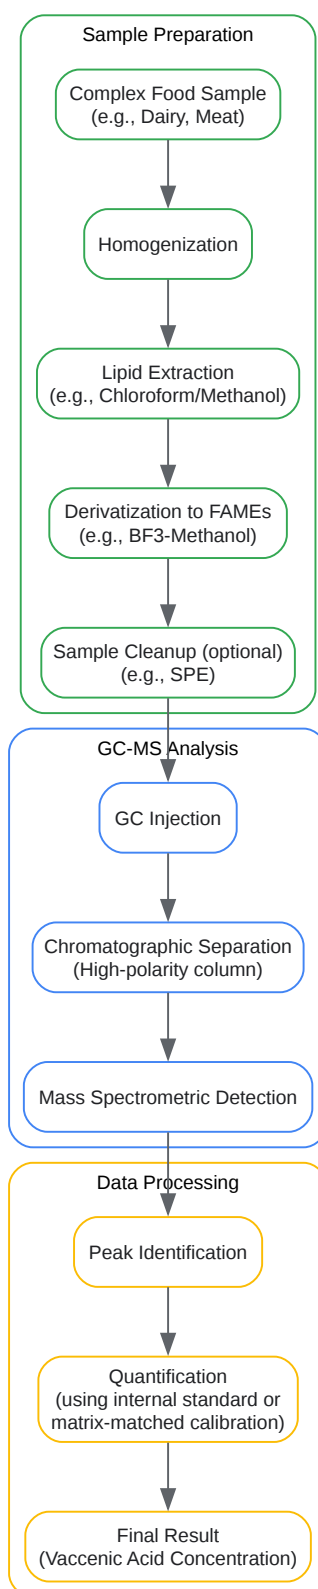 Sample Preparation
Complex Food Sample
(e.g., Dairy, Meat)
Homogenization
Lipid Extraction
(e.g., Chloroform/Methanol)
Derivatization to FAMEs
(e.g., BF3-Methanol)
Sample Cleanup (optional)
(e.g., SPE)
GC-MS Analysis
GC Injection
Chromatographic Separation
(High-polarity column)
Mass Spectrometric Detection
Data Processing
Peak Identification
Quantification
(using internal standard or
matrix-matched calibration)
Final Result
(Vaccenic Acid Concentration)